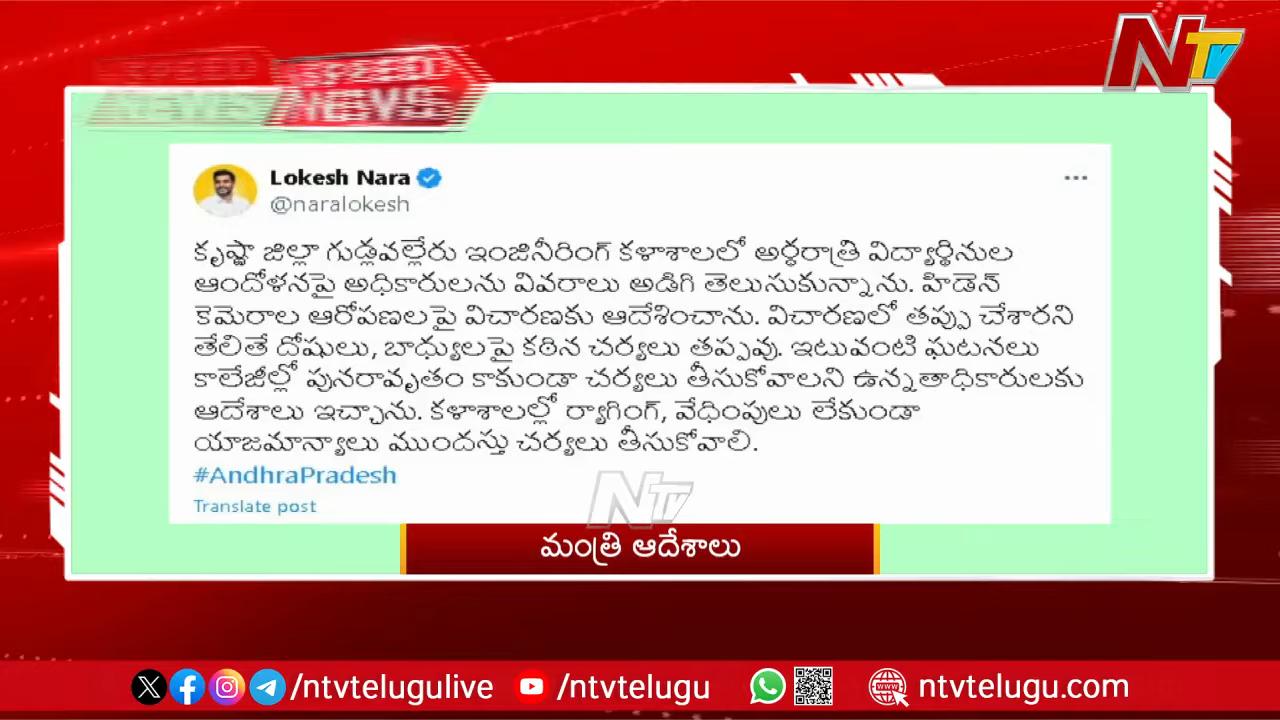 SPEED NEWS
NTV
Lokesh Nara
@naralokesh
కృష్ణా జిల్లా గుడ్లవల్లేరు ఇంజినీరింగ్ కళాశాలలో అర్ధరాత్రి విద్యార్థినుల
ఆందోళనపై అధికారులను వివరాలు అడిగి తెలుసుకున్నాను. హిడెన్
కెమెరాల ఆరోపణలపై విచారణకు ఆదేశించాను. విచారణలో తప్పు చేశారని
తేలితే దోషులు, బాధ్యులపై కఠిన చర్యలు తప్పవు. ఇటువంటి ఘటనలు
కాలేజీల్లో పునరావృతం కాకుండా చర్యలు తీసుకోవాలని ఉన్నతాధికారులకు
ఆదేశాలు ఇచ్చాను. కళాశాలల్లో ర్యాగింగ్, వేధింపులు లేకుండా
యాజమాన్యాలు ముందస్తు చర్యలు తీసుకోవాలి.
#AndhraPradesh
Translate post
NTV
మంత్రి ఆదేశాలు
/ntvtelugulive /ntvtelugu ntvtelugu.com